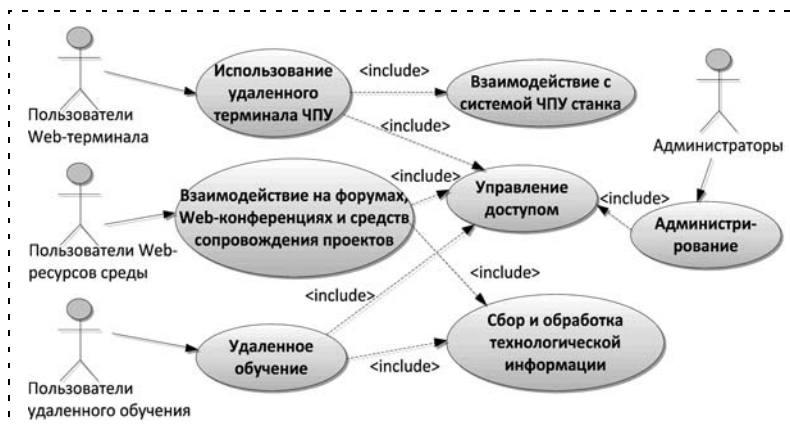 Использование
удаленного
терминала ЧПУ
<include>
Взаимодействие с
системой ЧПУ станка
Пользователи
Web-терминала
<include>
Администраторы
Взаимодействие на форумах,
Web-конференциях и средств
сопровождения проектов
<include>
Управление
доступом
<include>
Администри-
рование
Пользователи Web-
ресурсов среды
<include>
<include>
Удаленное
обучение
<include>
Сбор и обработка
технологической
информации
Пользователи
удаленного обучения